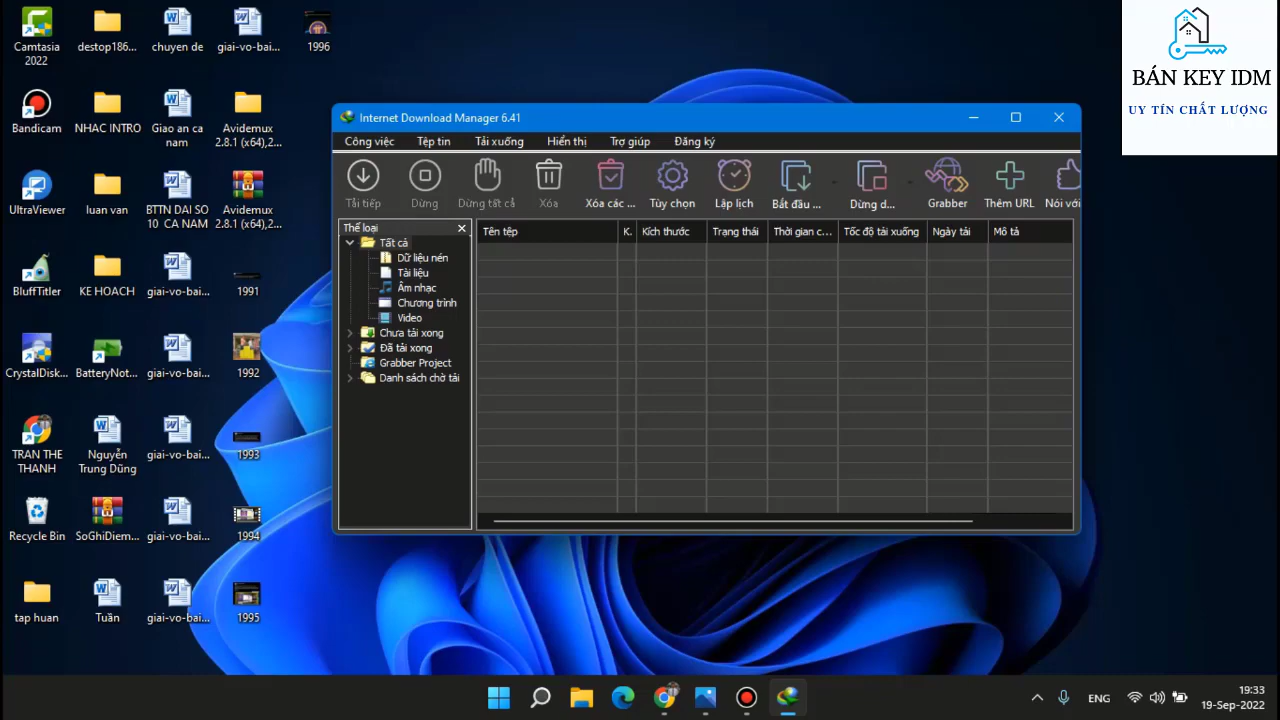 Camtasia
2022
destop186...
chuyen de
giai-vo-bai...
1996
Bandicam
NHAC INTRO
Giao an ca
nam
Avidemux
2.8.1 (x64),2...
UltraViewer
luan van
BTTN DAI SO
10 CA NAM
Avidemux
2.8.1 (x64),2...
BluffTitler
KE HOACH
giai-vo-bai...
1991
CrystalDisk...
BatteryNot...
giai-vo-bai...
1992
TRAN THE
THANH
Nguyễn
Trung Dũng
giai-vo-bai...
1993
Recycle Bin
SoGhiDiem...
giai-vo-bai...
1994
tap huan
Tuần
giai-vo-bai...
1995
Internet Download Manager 6.41
Công việc Tệp tin Tải xuống Hiển thị Trợ giúp Đăng ký
Tải tiếp Dừng Dừng tất cả Xóa Xóa các ... Tùy chọn Lập lịch Bắt đầu ... Dừng d... Grabber Thêm URL Nói với
Thể loại
Tất cả
Dữ liệu nén
Tài liệu
Âm nhạc
Chương trình
Video
Chưa tải xong
Đã tải xong
Grabber Project
Danh sách chờ tải
Tên tệp K. Kích thước Trạng thái Thời gian c... Tốc độ tải xuống Ngày tải Mô tả
BÁN KEY IDM
UY TÍN CHẤT LƯỢNG
ENG
19:33
19-Sep-2022